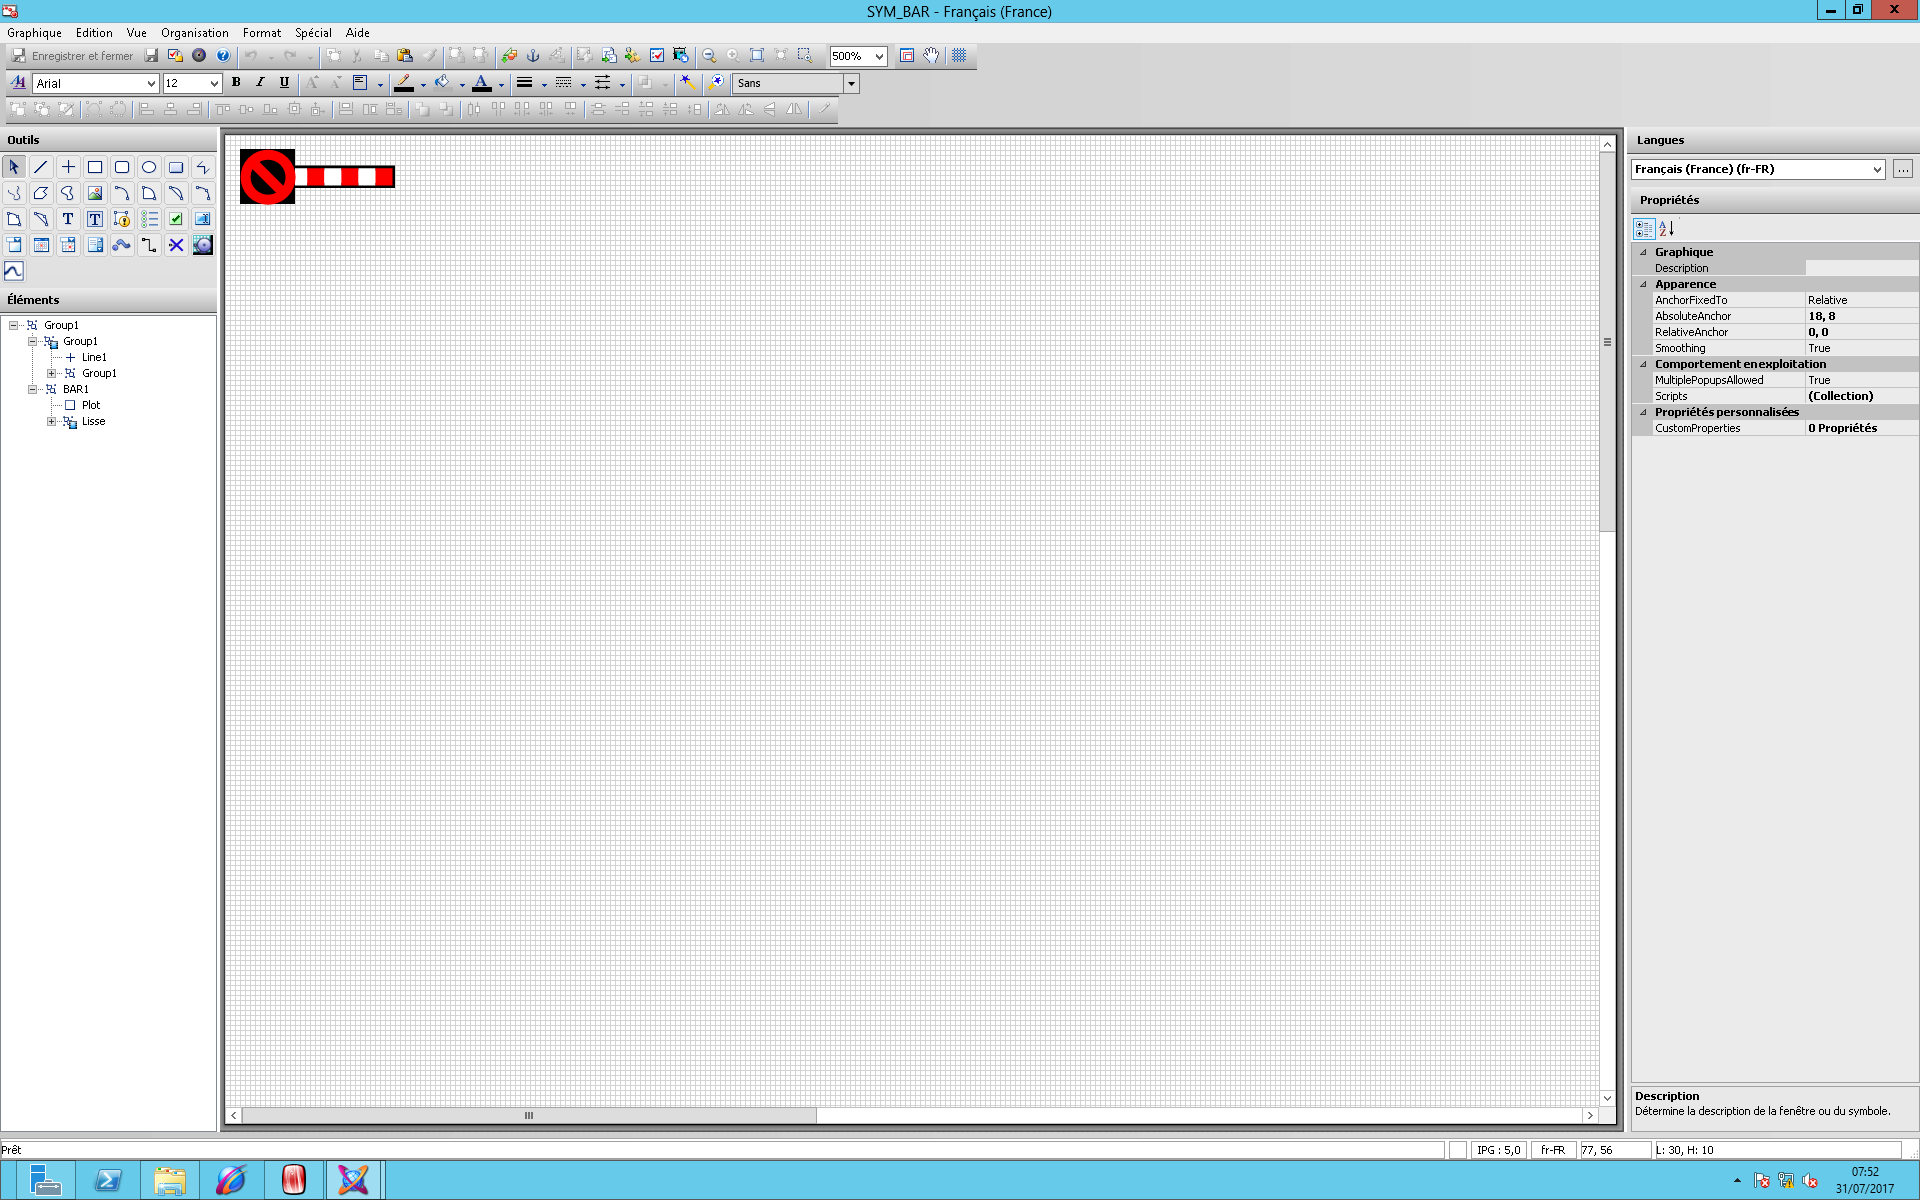 SYM_BAR - Français (France)
Graphique Edition Vue Organisation Format Spécial Aide
Enregistrer et fermer 500%
Arial 12 B I U Sans
Outils
Éléments
Group1
Group1
Line1
Group1
BAR1
Plot
Lisse
Langues
Français (France) (fr-FR) ...
Propriétés
Graphique
Description
Apparence
AnchorFixedTo Relative
AbsoluteAnchor 18, 8
RelativeAnchor 0, 0
Smoothing True
Comportement en exploitation
MultiplePopupsAllowed True
Scripts (Collection)
Propriétés personnalisées
CustomProperties 0 Propriétés
Description
Détermine la description de la fenêtre ou du symbole.
Prêt IPG : 5,0 fr-FR 77, 56 L: 30, H: 10
07:52
31/07/2017